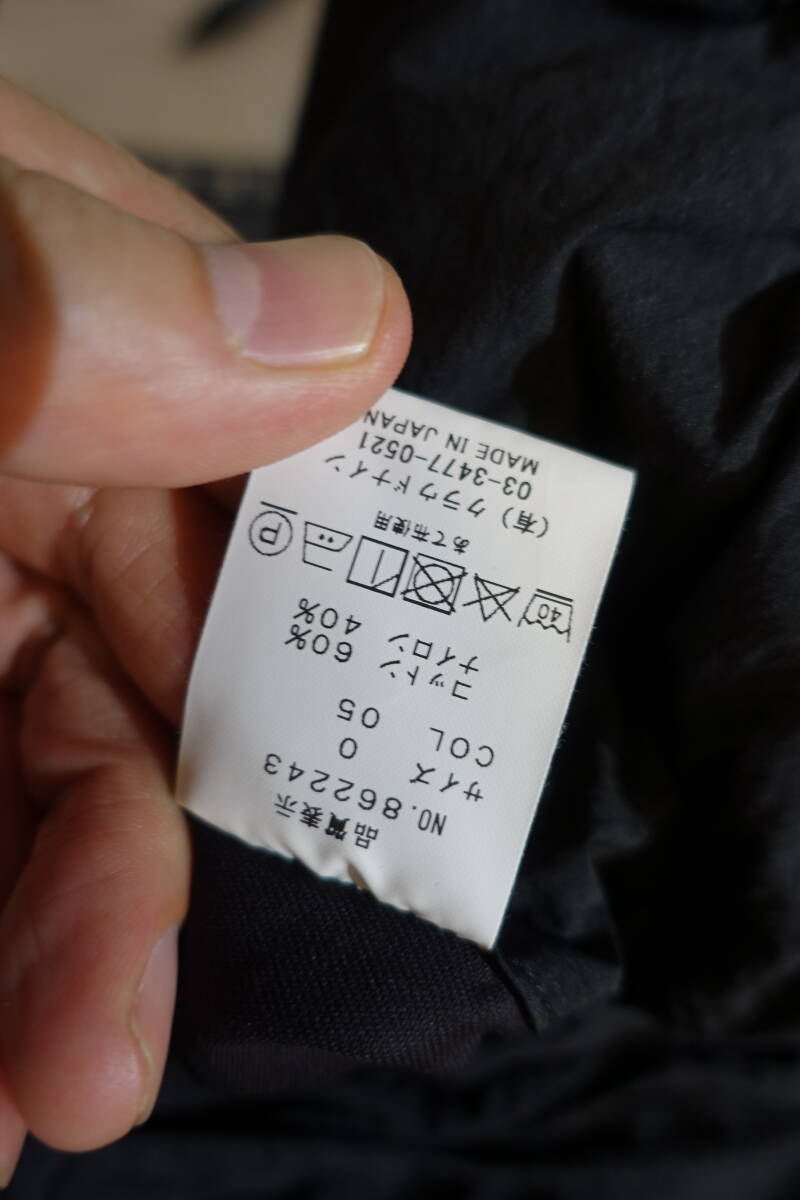 品質表示
NO.862243
サイズ 0
COL 05
コットン 60%
ナイロン 40%
40 P
あて布使用
(有)クラウドナイン
03-3477-0521
MADE IN JAPAN